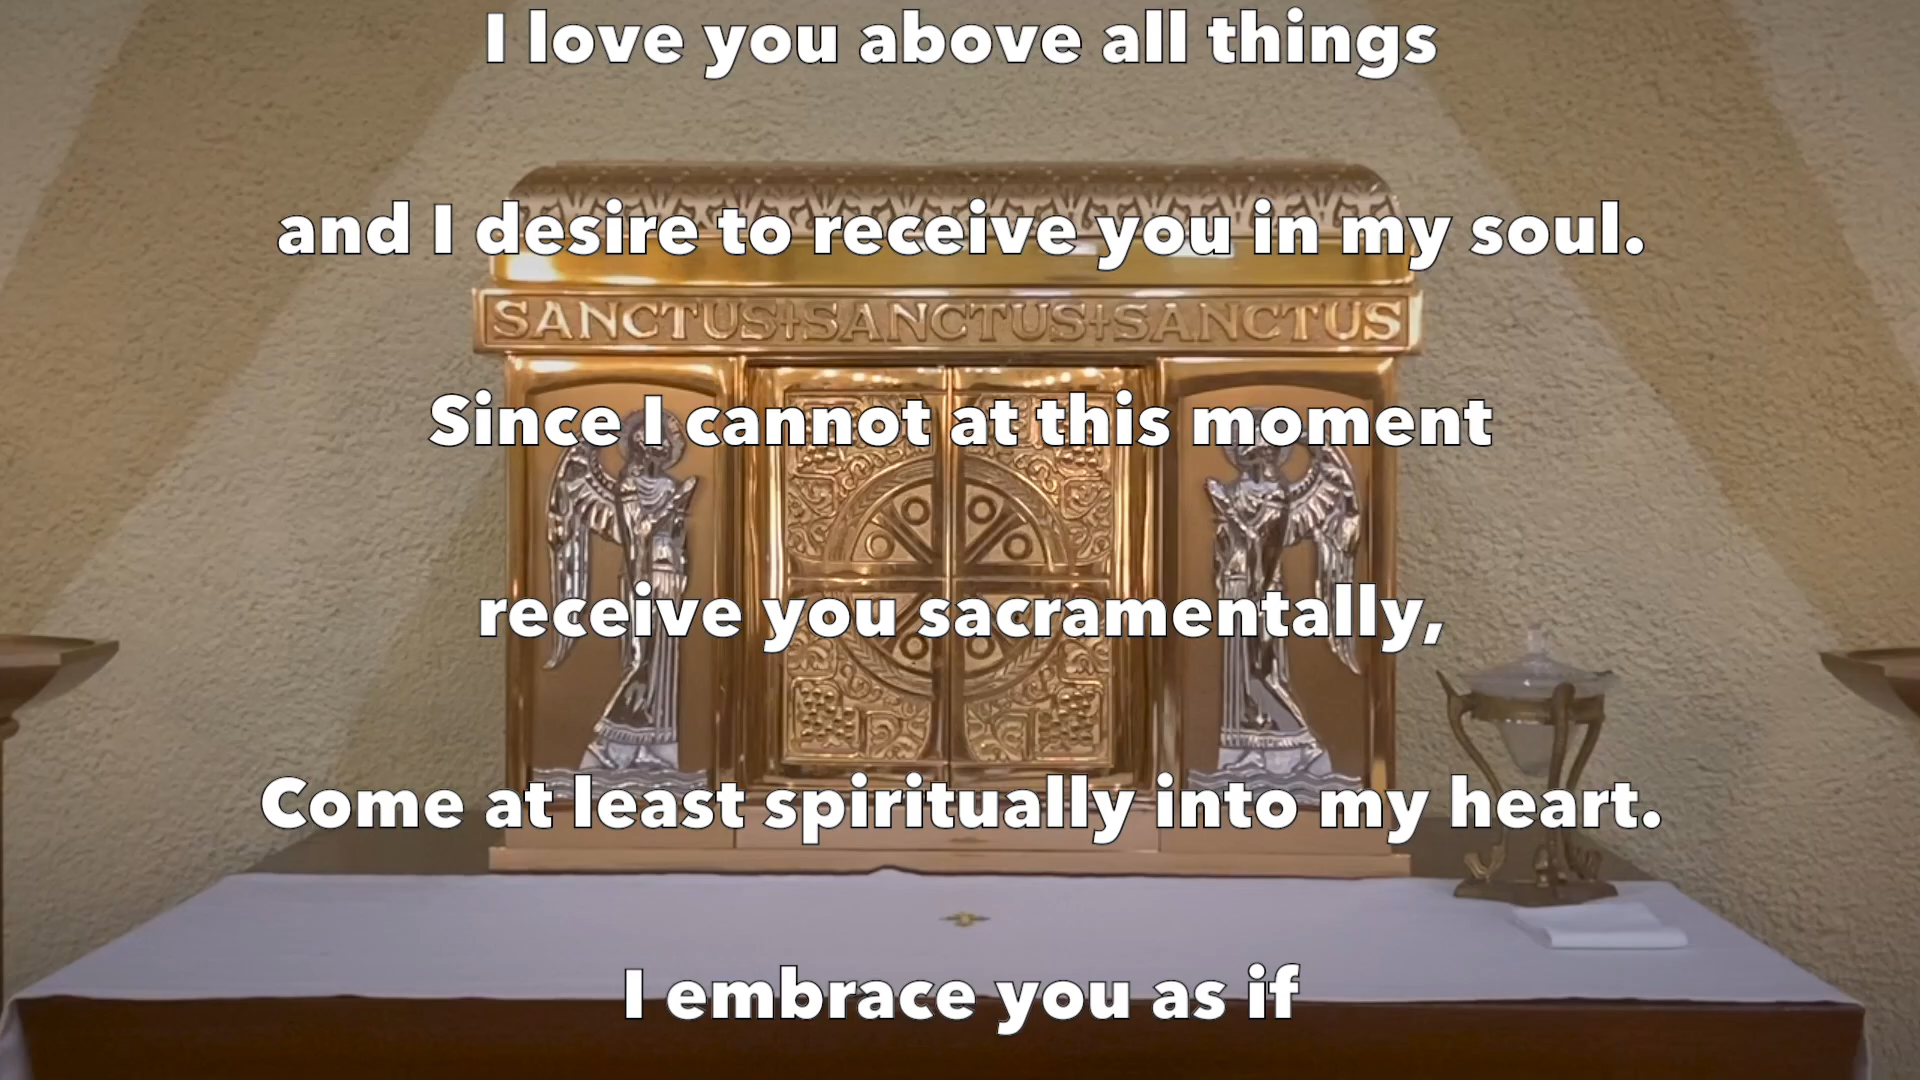 I love you above all things
and I desire to receive you in my soul.
SANCTUS+SANCTUS+SANCTUS
Since I cannot at this moment
receive you sacramentally,
Come at least spiritually into my heart.
I embrace you as if